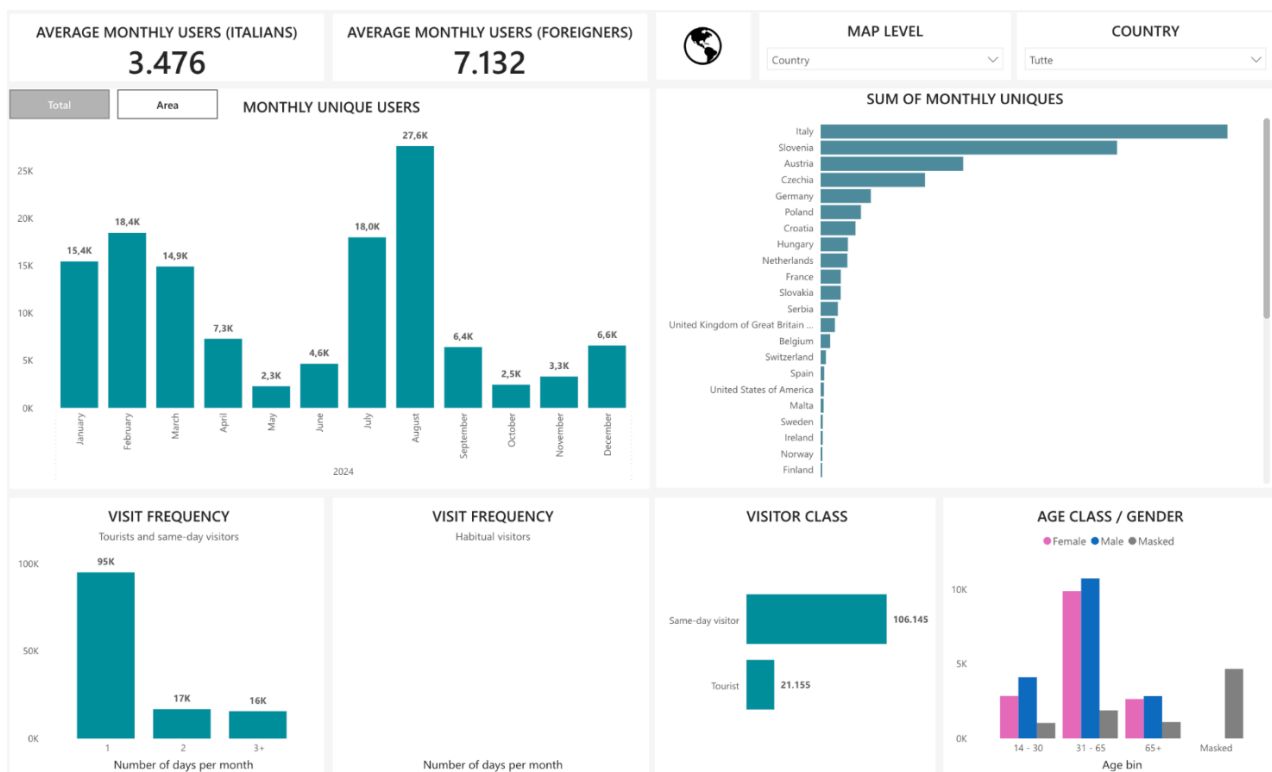 AVERAGE MONTHLY USERS (ITALIANS)
3.476
AVERAGE MONTHLY USERS (FOREIGNERS)
7.132
MAP LEVEL
Country
COUNTRY
Tutte
Total
Area
MONTHLY UNIQUE USERS
25K
20K
15K
10K
5K
0K
15,4K
18,4K
14,9K
7,3K
2,3K
4,6K
18,0K
27,6K
6,4K
2,5K
3,3K
6,6K
January
February
March
April
May
June
July
August
September
October
November
December
2024
SUM OF MONTHLY UNIQUES
Italy
Slovenia
Austria
Czechia
Germany
Poland
Croatia
Hungary
Netherlands
France
Slovakia
Serbia
United Kingdom of Great Britain ...
Belgium
Switzerland
Spain
United States of America
Malta
Sweden
Ireland
Norway
Finland
VISIT FREQUENCY
Tourists and same-day visitors
100K
50K
0K
95K
17K
16K
1
2
3+
Number of days per month
VISIT FREQUENCY
Habitual visitors
Number of days per month
VISITOR CLASS
Same-day visitor
106.145
Tourist
21.155
AGE CLASS / GENDER
Female Male Masked
10K
5K
0K
14 - 30
31 - 65
65+
Masked
Age bin